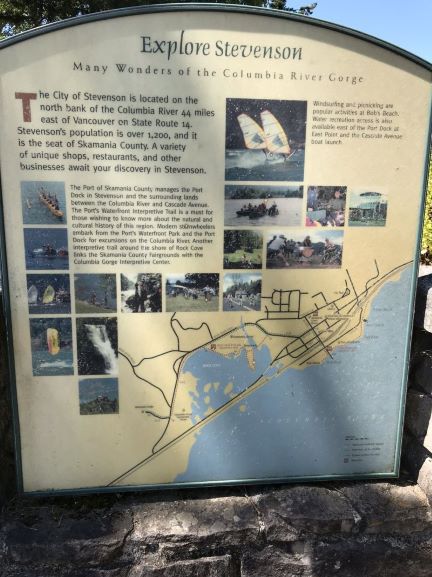 Explore Stevenson
Many Wonders of the Columbia River Gorge
The City of Stevenson is located on the
north bank of the Columbia River 44 miles
east of Vancouver on State Route 14.
Stevenson's population is over 1,200, and it
is the seat of Skamania County. A variety
of unique shops, restaurants, and other
businesses await your discovery in Stevenson.
Windsurfing and picnicking are
popular activities at Bob's Beach.
Water recreation access is also
available east of the Port Dock at
East Point and the Cascade Avenue
boat launch.
The Port of Skamania County manages the Port
Dock in Stevenson and the surrounding lands
between the Columbia River and Cascade Avenue.
The Port's Waterfront Interpretive Trail is a must for
those wishing to know more about the natural and
cultural history of this region. Modern sternwheelers
embark from the Port's Waterfront Park and the Port
Dock for excursions on the Columbia River. Another
interpretive trail around the shore of Rock Cove
links the Skamania County Fairgrounds with the
Columbia Gorge Interpretive Center.